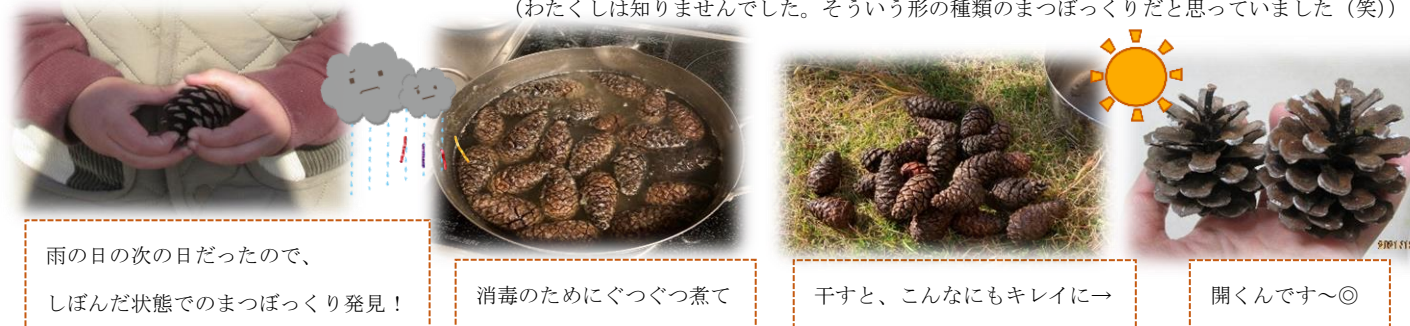 （わたくしは知りませんでした。そういう形の種類のまつぼっくりだと思っていました（笑））
雨の日の次の日だったので、
しぼんだ状態でのまつぼっくり発見！
消毒のためにぐつぐつ煮て
干すと、こんなにもキレイに→
開くんです～◎